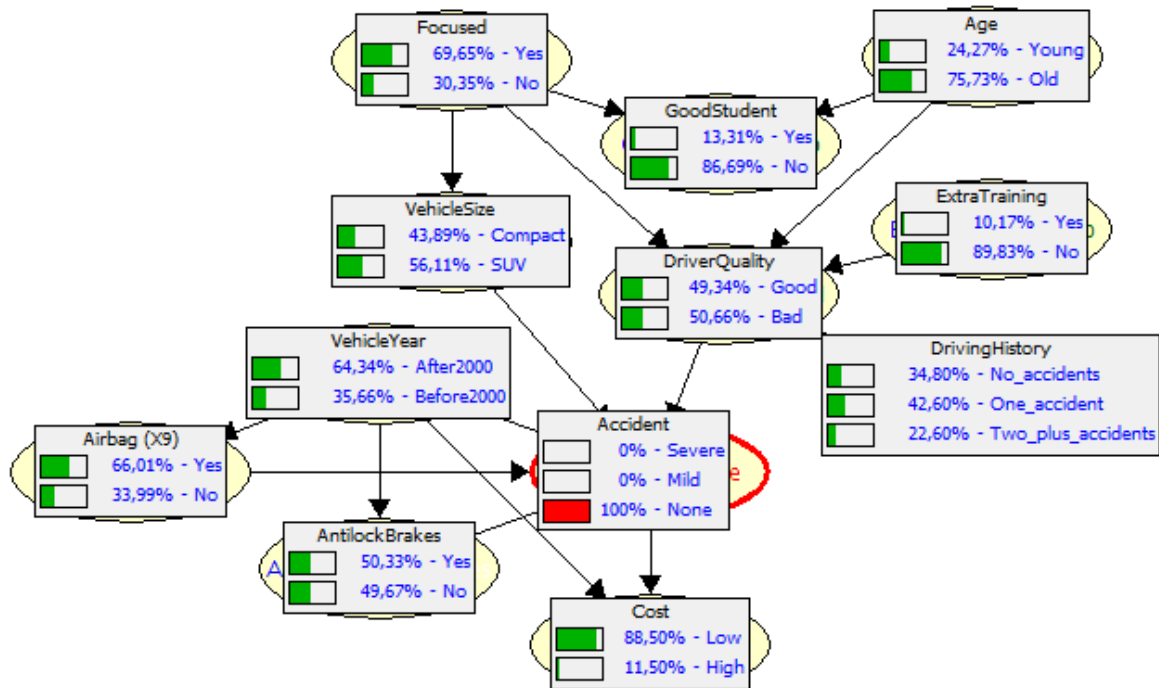 Focused
69,65% - Yes
30,35% - No
Age
24,27% - Young
75,73% - Old
GoodStudent
13,31% - Yes
86,69% - No
VehicleSize
43,89% - Compact
56,11% - SUV
ExtraTraining
10,17% - Yes
89,83% - No
DriverQuality
49,34% - Good
50,66% - Bad
VehicleYear
64,34% - After2000
35,66% - Before2000
DrivingHistory
34,80% - No_accidents
42,60% - One_accident
22,60% - Two_plus_accidents
Airbag (X9)
66,01% - Yes
33,99% - No
Accident
0% - Severe
0% - Mild
100% - None
AntilockBrakes
50,33% - Yes
49,67% - No
Cost
88,50% - Low
11,50% - High